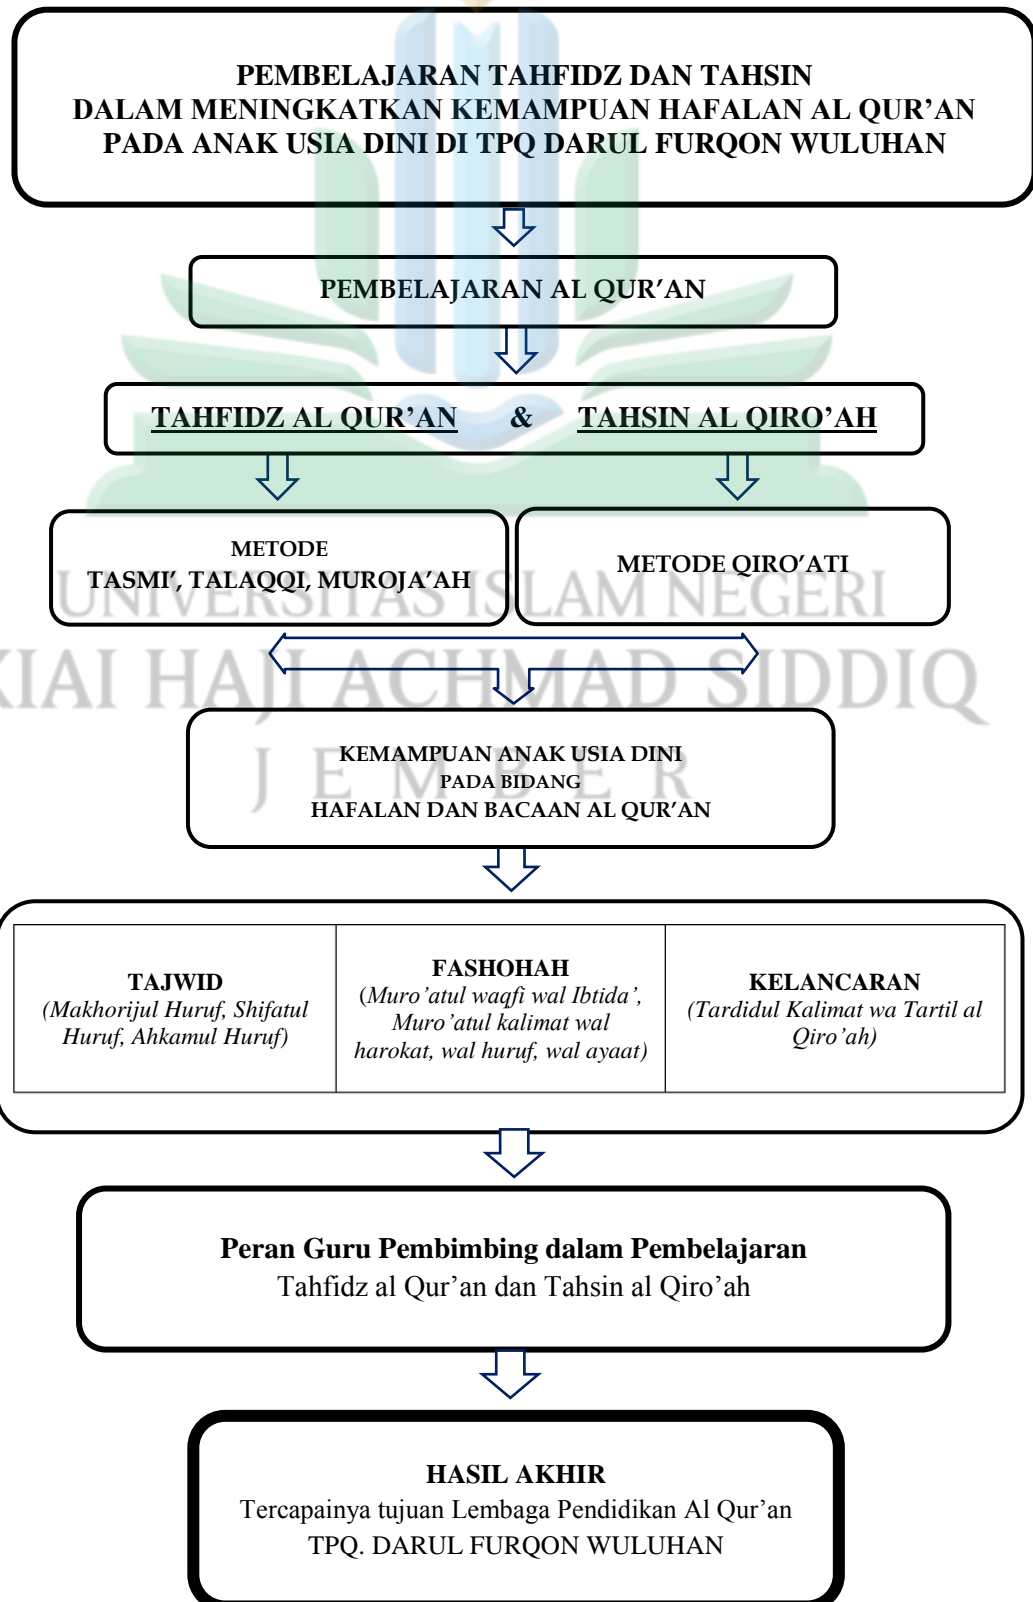 PEMBELAJARAN TAHFIDZ DAN TAHSIN
DALAM MENINGKATKAN KEMAMPUAN HAFALAN AL QUR’AN
PADA ANAK USIA DINI DI TPQ DARUL FURQON WULUHAN
PEMBELAJARAN AL QUR’AN
TAHFIDZ AL QUR’AN & TAHSIN AL QIRO’AH
METODE
TASMI’, TALAQQI, MUROJA’AH
METODE QIRO’ATI
UNIVERSITAS ISLAM NEGERI
KIAI HAJI ACHMAD SIDDIQ
JEMBER
KEMAMPUAN ANAK USIA DINI
PADA BIDANG
HAFALAN DAN BACAAN AL QUR’AN
TAJWID
(Makhorijul Huruf, Shifatul
Huruf, Ahkamul Huruf)
FASHOHAH
(Muro’atul waqfi wal Ibtida’,
Muro’atul kalimat wal
harokat, wal huruf, wal ayaat)
KELANCARAN
(Tardidul Kalimat wa Tartil al
Qiro’ah)
Peran Guru Pembimbing dalam Pembelajaran
Tahfidz al Qur’an dan Tahsin al Qiro’ah
HASIL AKHIR
Tercapainya tujuan Lembaga Pendidikan Al Qur’an
TPQ. DARUL FURQON WULUHAN